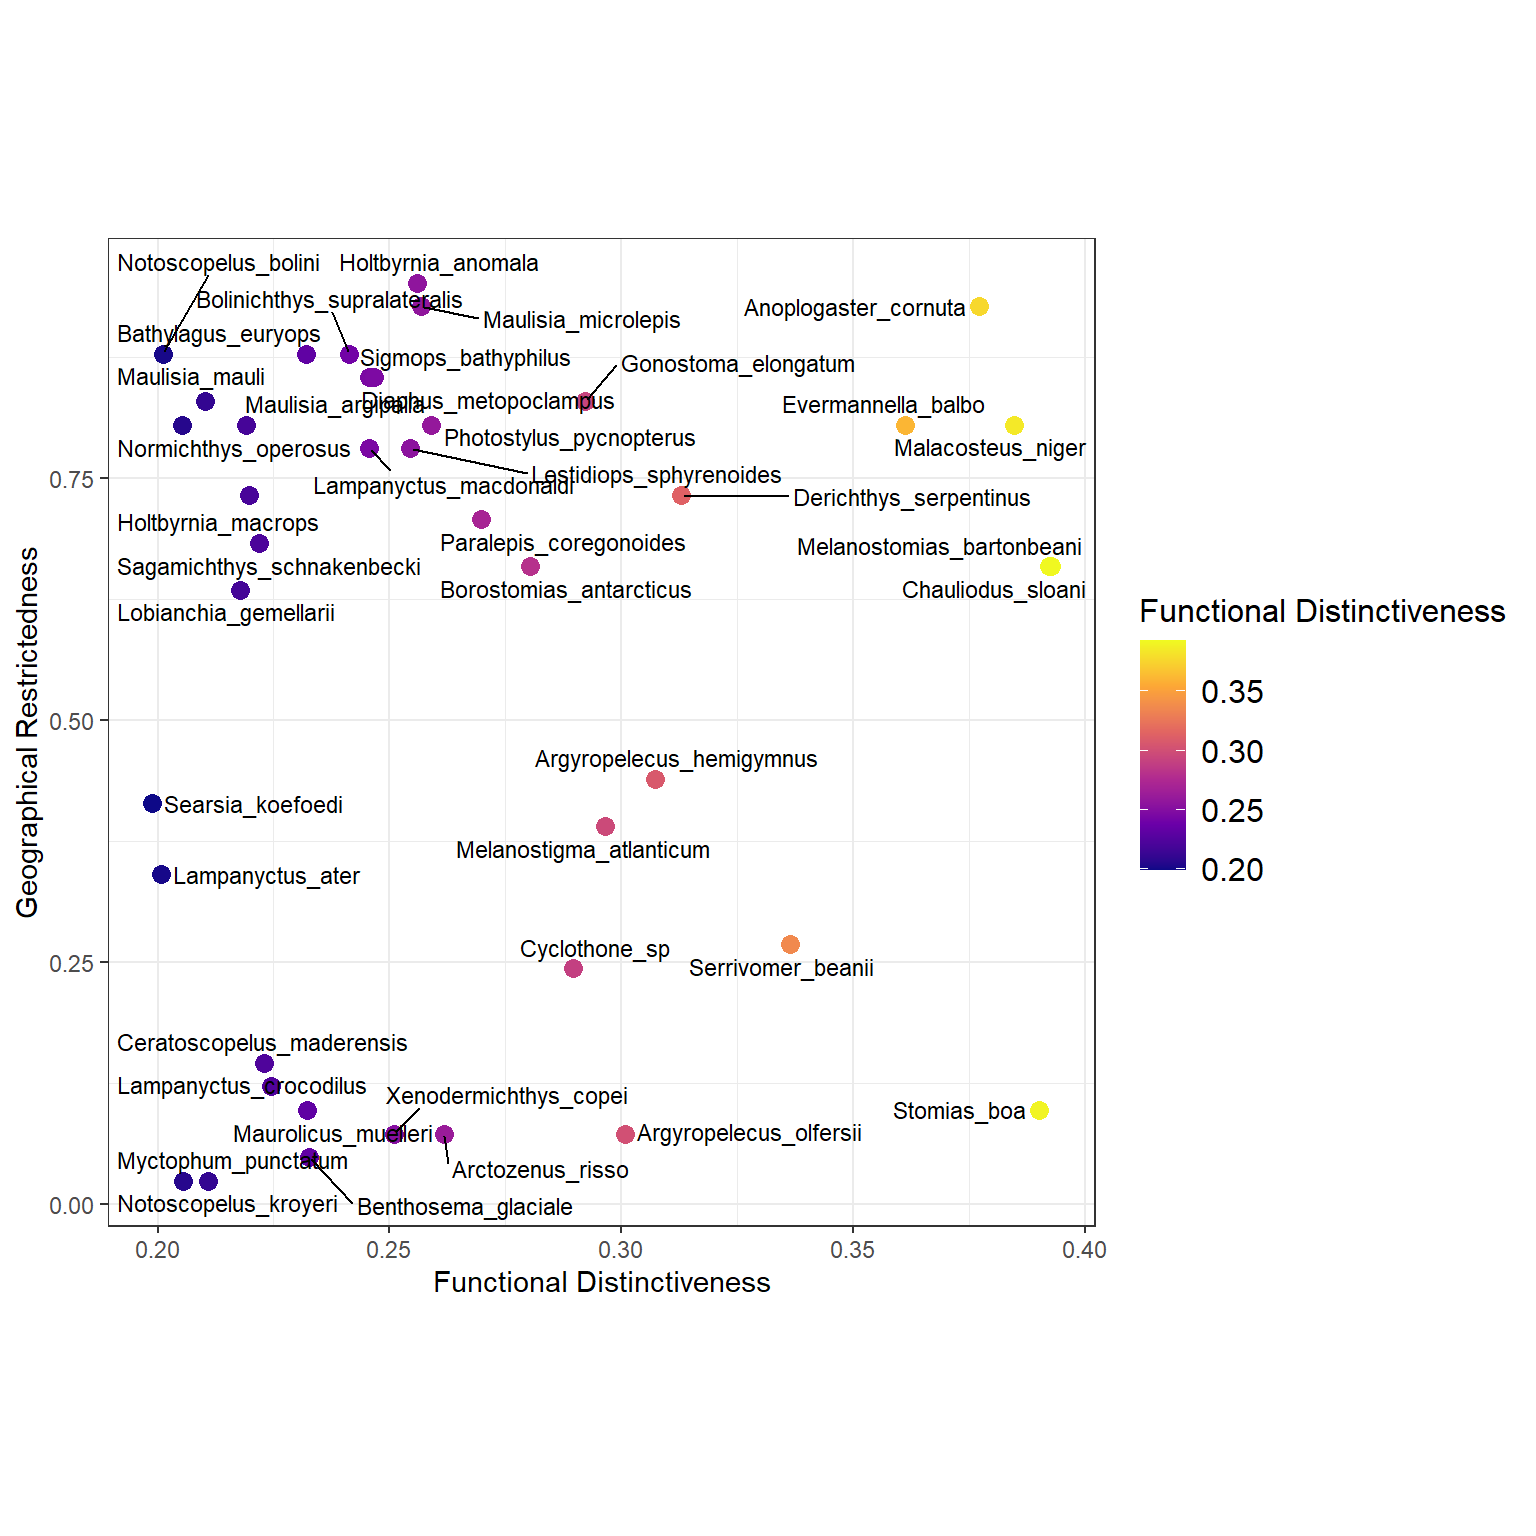 Notoscopelus_bolini
Holtbyrnia_anomala
Bolinichthys_supralateralis
Anoplogaster_cornuta
Maulisia_microlepis
Bathylagus_euryops
Sigmops_bathyphilus
Gonostoma_elongatum
Maulisia_mauli
Diaphus_metopoclampus
Maulisia_argipalla
Evermannella_balbo
Photostylus_pycnopterus
Normichthys_operosus
Malacosteus_niger
Lestidiops_sphyrenoides
Lampanyctus_macdonaldi
Derichthys_serpentinus
Holtbyrnia_macrops
Paralepis_coregonoides
Melanostomias_bartonbeani
Sagamichthys_schnakenbecki
Borostomias_antarcticus
Chauliodus_sloani
Lobianchia_gemellarii
Argyropelecus_hemigymnus
Searsia_koefoedi
Melanostigma_atlanticum
Lampanyctus_ater
Cyclothone_sp
Serrivomer_beanii
Ceratoscopelus_maderensis
Lampanyctus_crocodilus
Xenodermichthys_copei
Stomias_boa
Maurolicus_muelleri
Argyropelecus_olfersii
Myctophum_punctatum
Arctozenus_risso
Notoscopelus_kroyeri
Benthosema_glaciale
0.75
0.50
0.25
0.00
Geographical Restrictedness
0.20
0.25
0.30
0.35
0.40
Functional Distinctiveness
Functional Distinctiveness
0.35
0.30
0.25
0.20